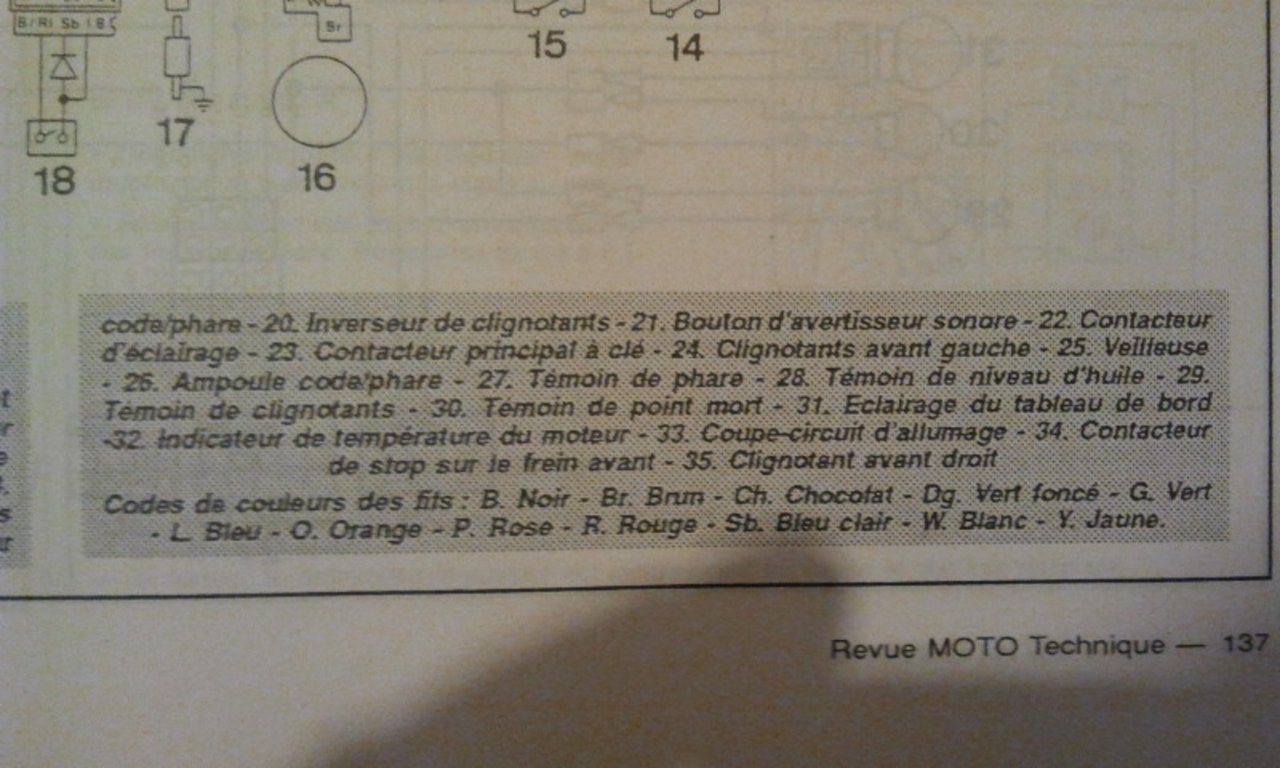 B/R Sb B
Br
15
14
17
16
18
code/phare - 20. Inverseur de clignotants - 21. Bouton d'avertisseur sonore - 22. Contacteur
d'éclairage - 23. Contacteur principal à clé - 24. Clignotants avant gauche - 25. Veilleuse
- 26. Ampoule code/phare - 27. Témoin de phare - 28. Témoin de niveau d'huile - 29.
Témoin de clignotants - 30. Témoin de point mort - 31. Eclairage du tableau de bord
-32. Indicateur de température du moteur - 33. Coupe-circuit d'allumage - 34. Contacteur
de stop sur le frein avant - 35. Clignotant avant droit
Codes de couleurs des fils : B. Noir - Br. Brun - Ch. Chocolat - Dg. Vert foncé - G. Vert
- L. Bleu - O. Orange - P. Rose - R. Rouge - Sb. Bleu clair - W. Blanc - Y. Jaune.
Revue MOTO Technique — 137